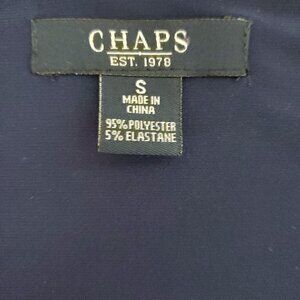 CHAPS
EST. 1978
S
MADE IN
CHINA
95% POLYESTER
5% ELASTANE